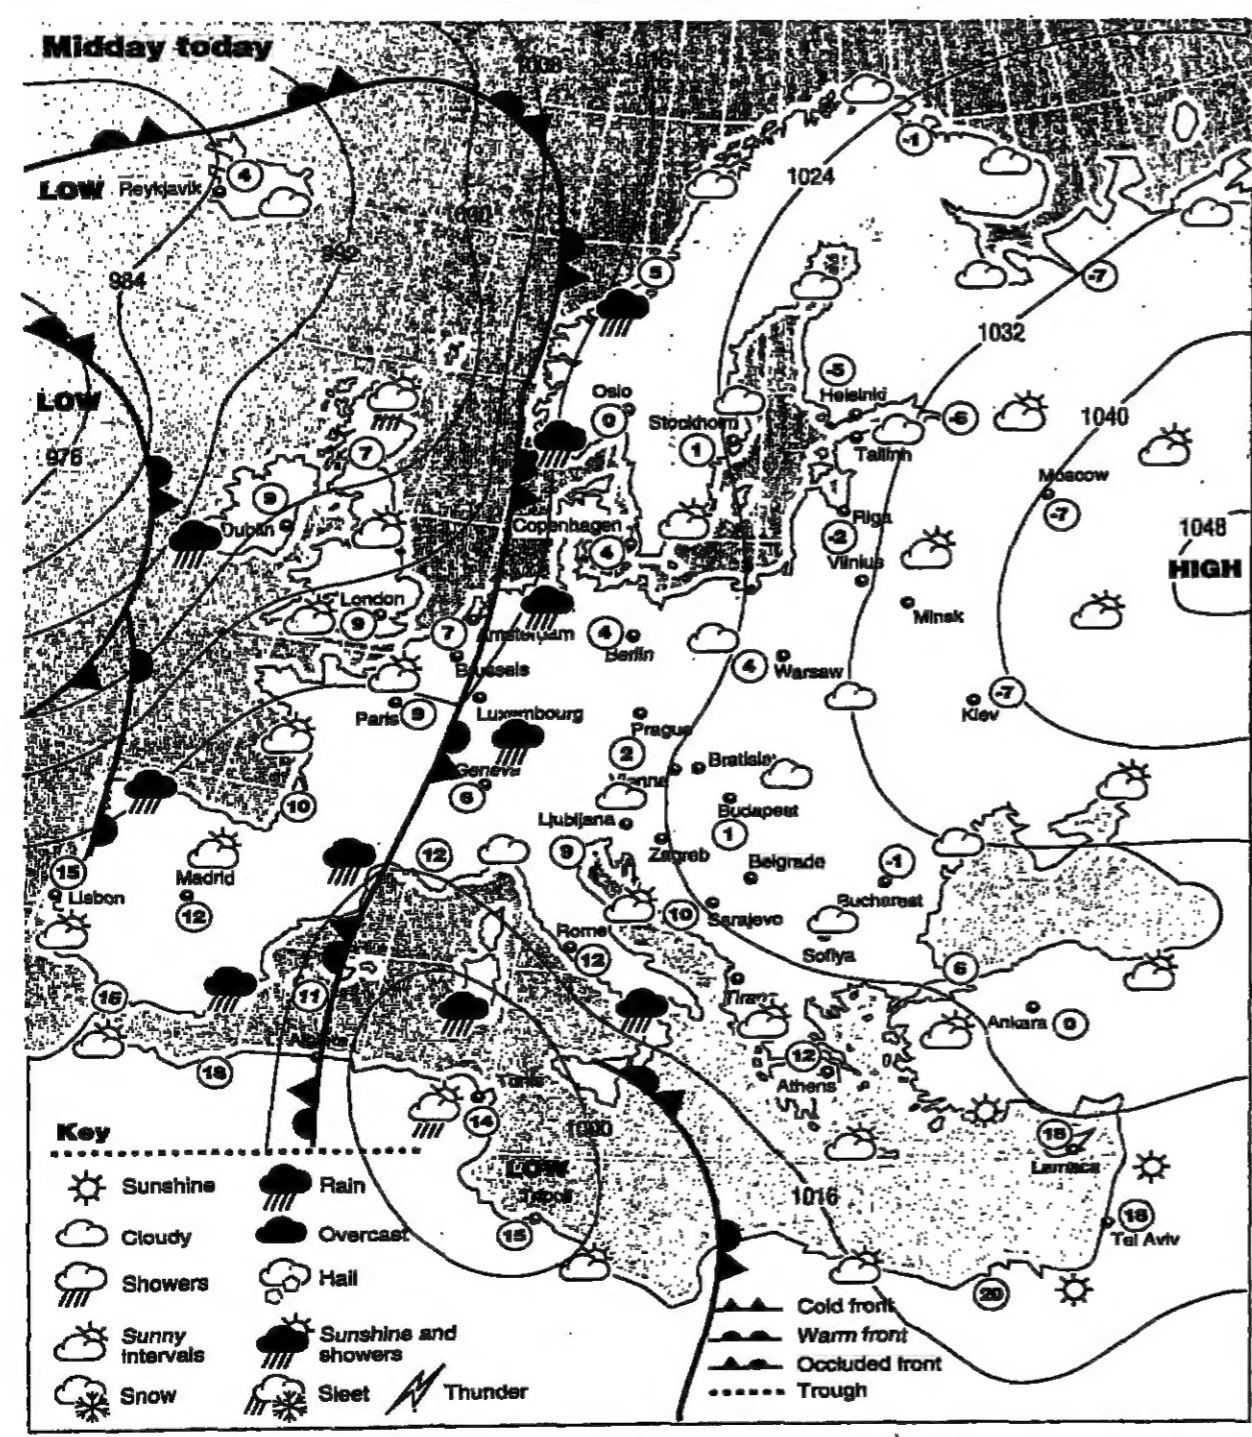 Midday today
1008
1016
-1
LOW Reykjavik 4
1024
1000
992
984
5
-7
1032
-5
Helsinki
Oslo
0
Stockholm
1
-6
1040
LOW
976
7
Tallinn
Moscow
-7
9
Dublin
Copenhagen
4
Riga
-2
Vilnius
1048
HIGH
London
9
7
Amsterdam
4
Berlin
Minsk
Brussels
4
Warsaw
Paris 9
Luxembourg
Kiev
-7
Prague
2
Vienna
Bratislava
Geneva
6
10
Budapest
1
Ljubljana
9
Zagreb
12
Belgrade
-1
Bucharest
15
Lisbon
Madrid
12
10
Sarajevo
Rome
12
Sofiya
6
16
11
Tirana
Ankara 0
Algiers
18
12
Athens
Tunis
14
1000
LOW
Tripoli
15
18
Larnaca
1016
18
Tel Aviv
20
Key
Sunshine
Cloudy
Showers
Sunny
intervals
Snow
Rain
Overcast
Hail
Sunshine and
showers
Sleet
Thunder
Cold front
Warm front
Occluded front
Trough